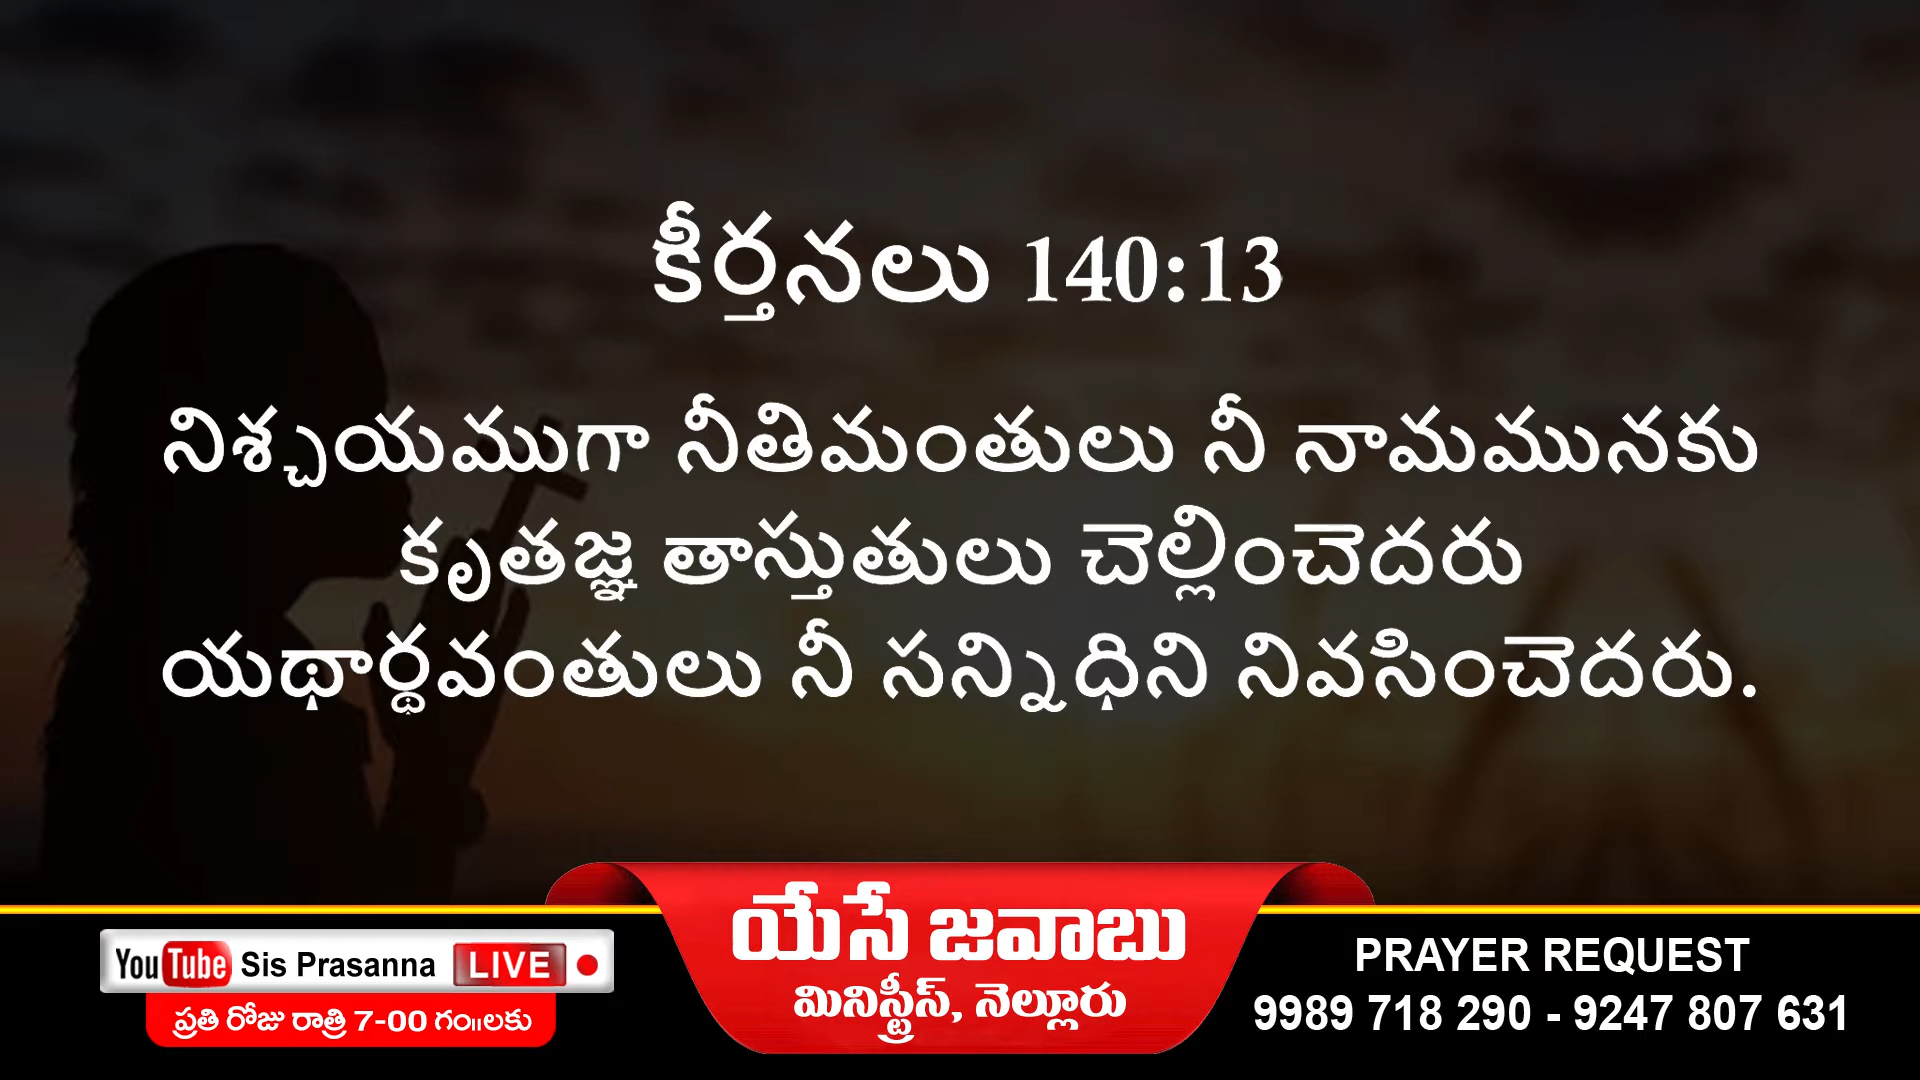 కీర్తనలు 140:13
నిశ్చయముగా నీతిమంతులు నీ నామమునకు
కృతజ్ఞ తాస్తుతులు చెల్లించెదరు
యథార్థవంతులు నీ సన్నిధిని నివసించెదరు.
యేసే జవాబు
మినిస్ట్రీస్, నెల్లూరు
YouTube Sis Prasanna LIVE
ప్రతి రోజు రాత్రి 7-00 గం॥లకు
PRAYER REQUEST
9989 718 290 - 9247 807 631